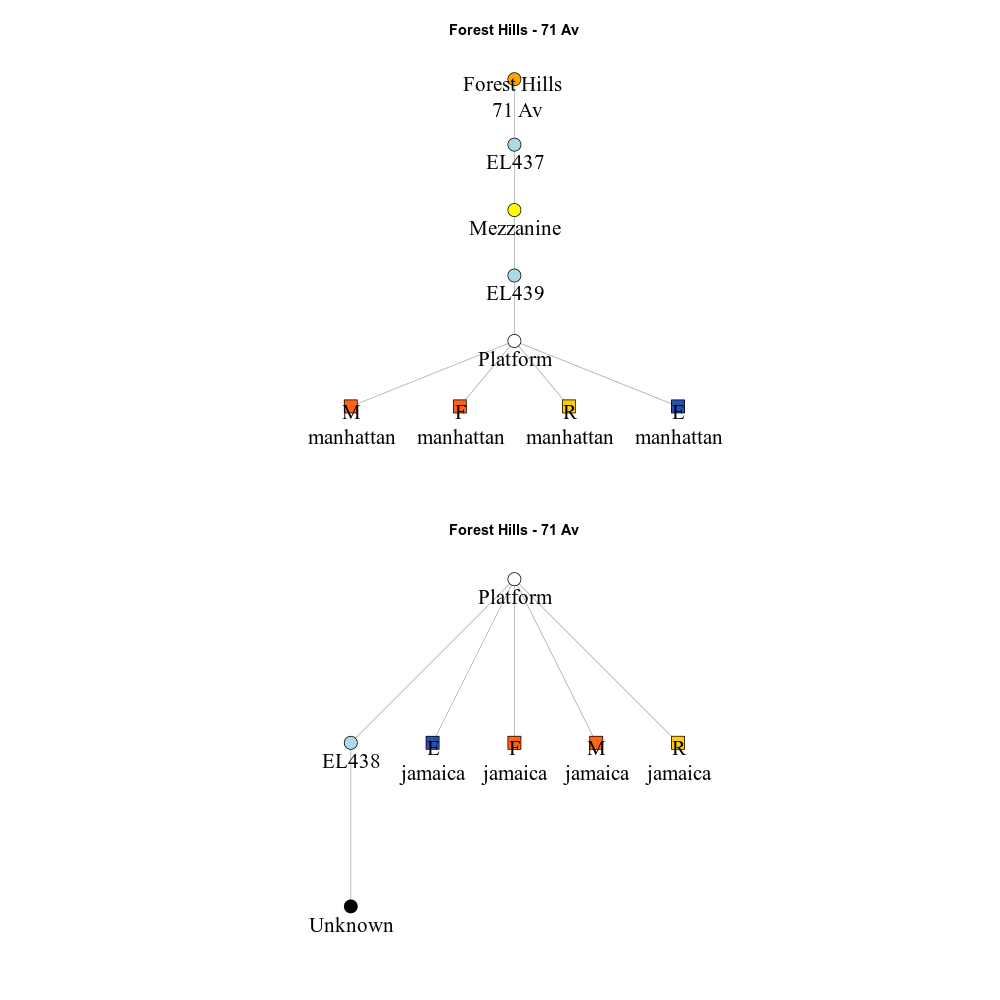 Forest Hills - 71 Av
Forest Hills
71 Av
EL437
Mezzanine
EL439
Platform
M F R E
manhattan manhattan manhattan manhattan
Forest Hills - 71 Av
Platform
E F M R
EL438
jamaica jamaica jamaica jamaica
Unknown